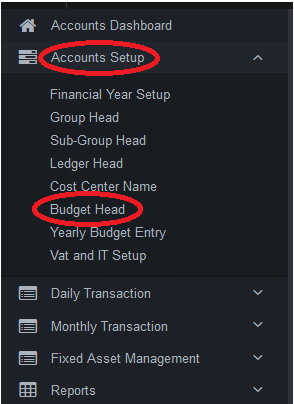 Accounts Dashboard
Accounts Setup
Financial Year Setup
Group Head
Sub-Group Head
Ledger Head
Cost Center Name
Budget Head
Yearly Budget Entry
Vat and IT Setup
Daily Transaction
Monthly Transaction
Fixed Asset Management
Reports